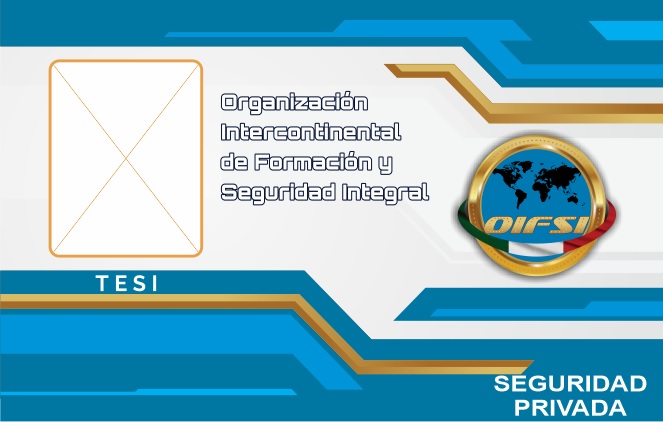 Organización
Intercontinental
de Formación y
Seguridad Integral
OIFSI
TESI
SEGURIDAD
PRIVADA